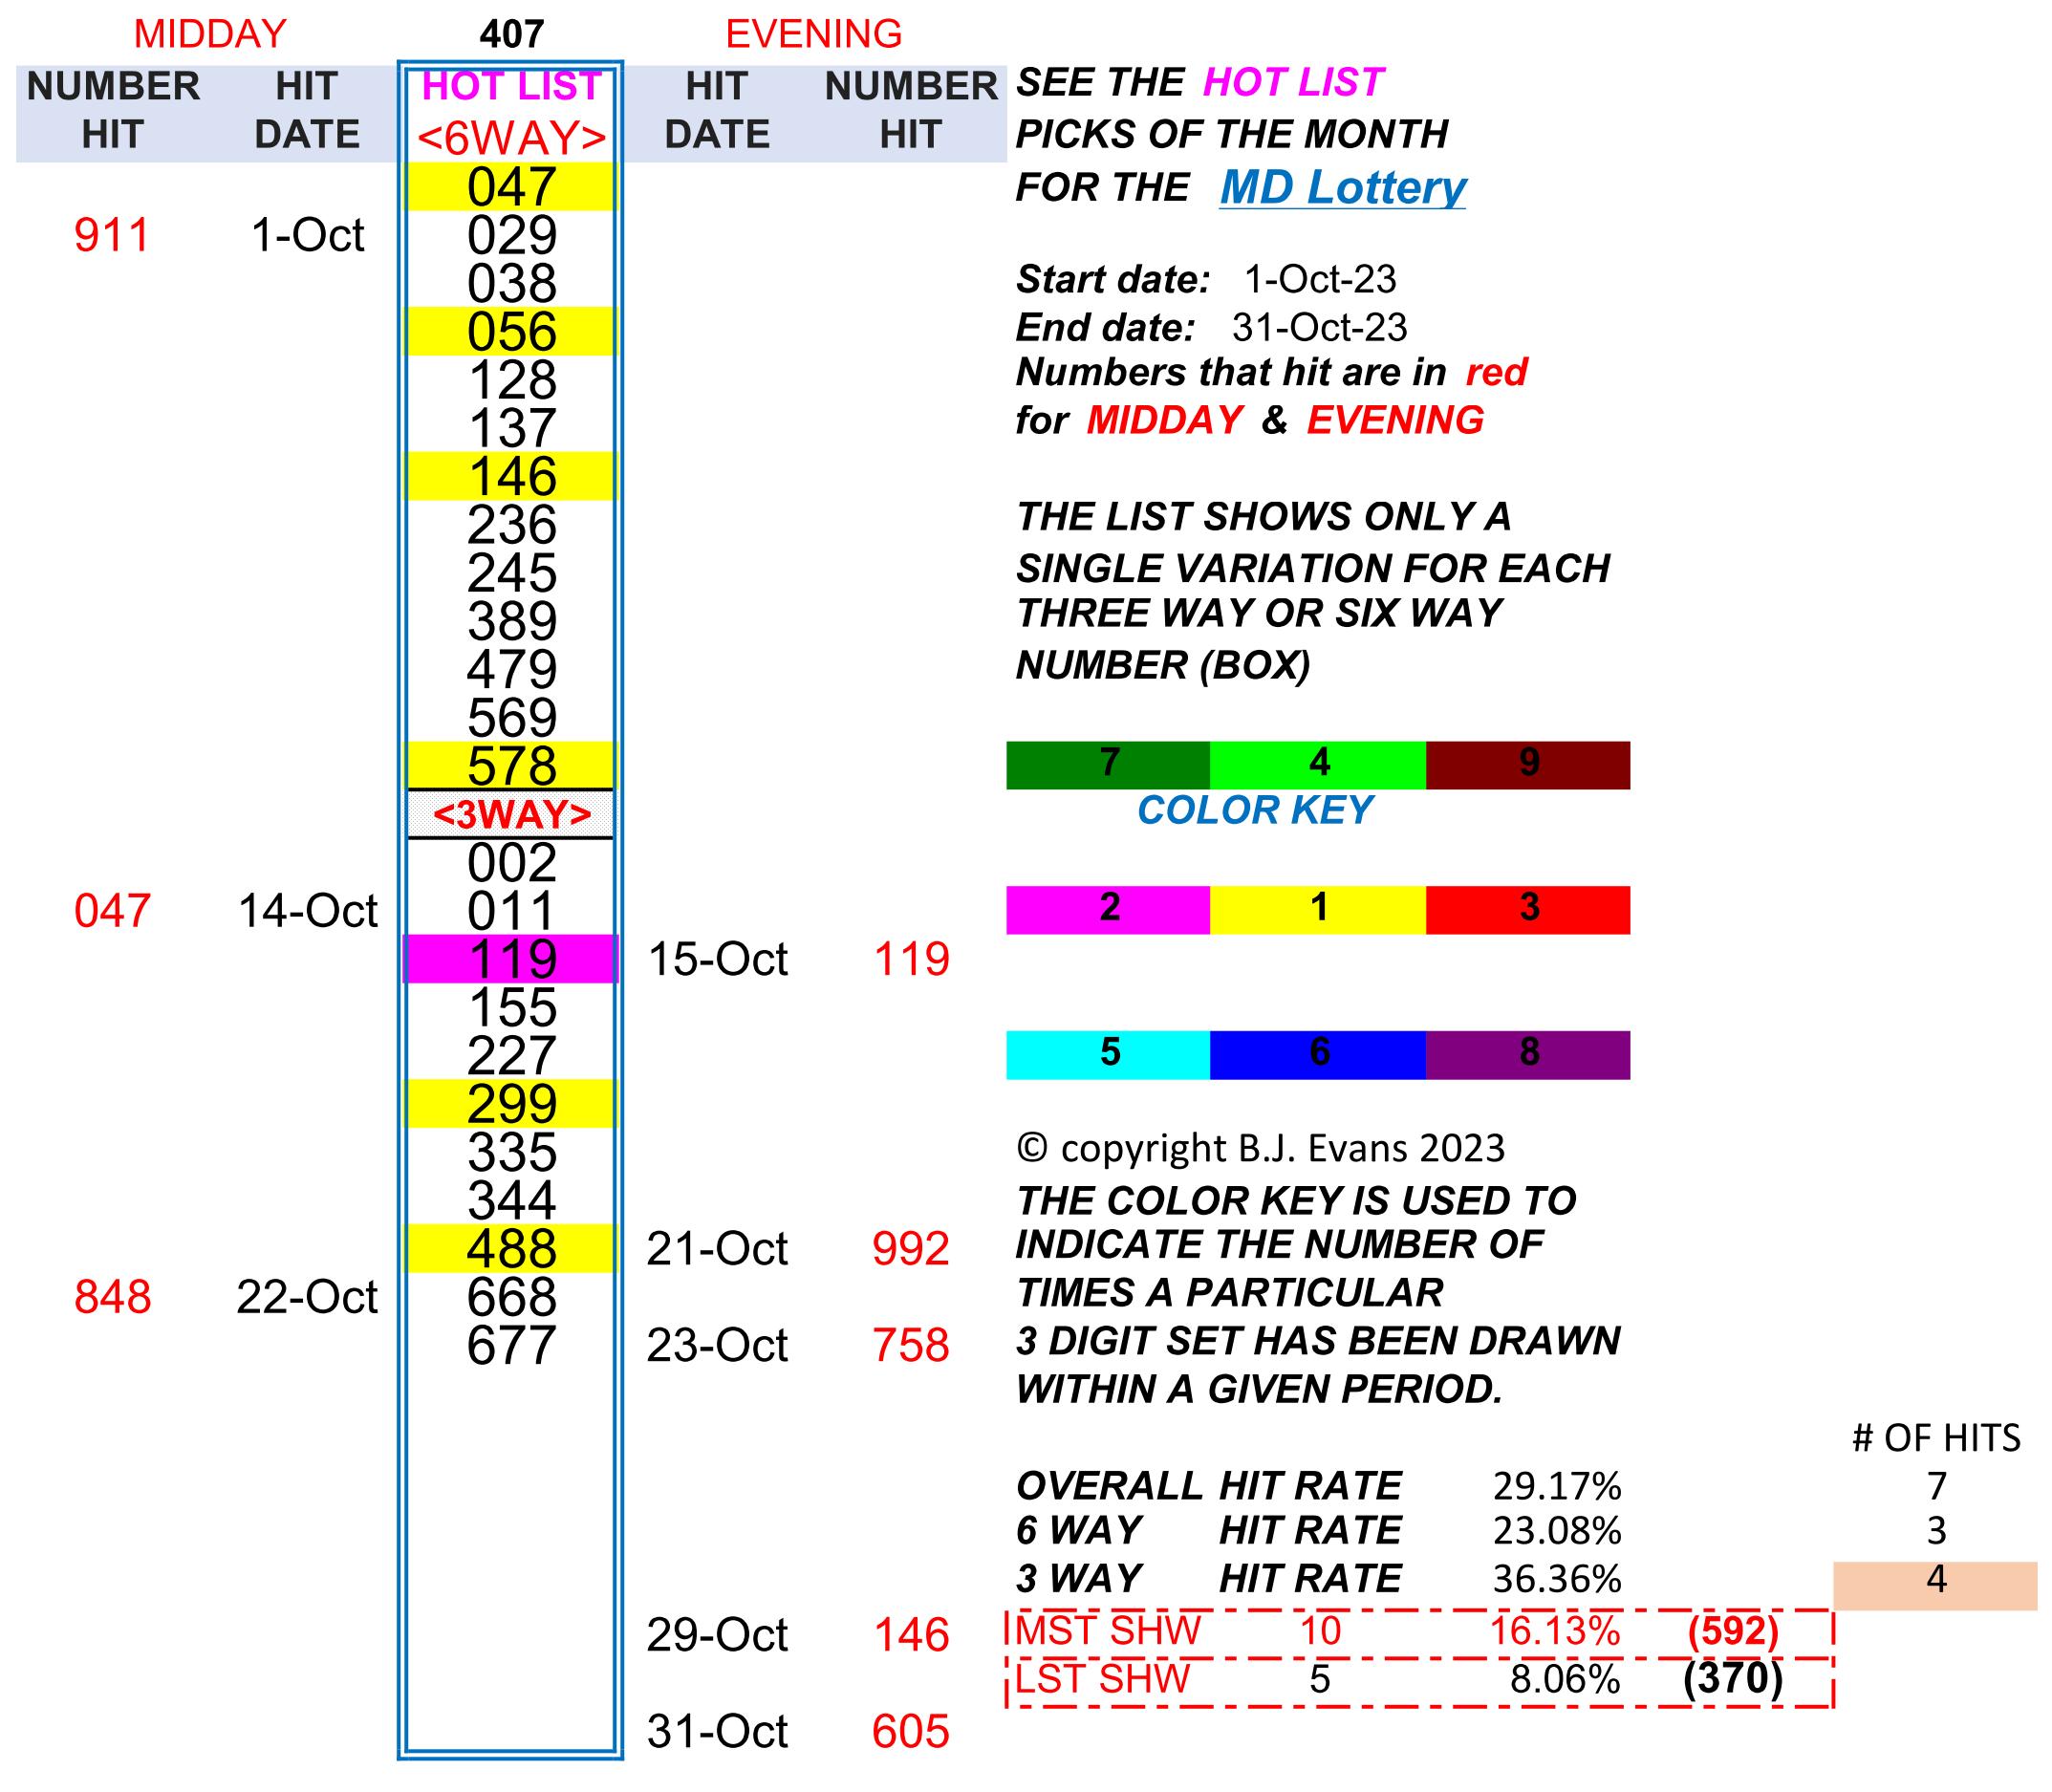 MIDDAY 407 EVENING
NUMBER HIT HOT LIST HIT NUMBER
HIT DATE <6WAY> DATE HIT
047
911 1-Oct 029
038
056
128
137
146
236
245
389
479
569
578
<3WAY>
002
047 14-Oct 011
119 15-Oct 119
155
227
299
335
344
488 21-Oct 992
848 22-Oct 668
677 23-Oct 758
29-Oct 146
31-Oct 605
SEE THE HOT LIST
PICKS OF THE MONTH
FOR THE MD Lottery
Start date: 1-Oct-23
End date: 31-Oct-23
Numbers that hit are in red
for MIDDAY & EVENING
THE LIST SHOWS ONLY A
SINGLE VARIATION FOR EACH
THREE WAY OR SIX WAY
NUMBER (BOX)
7 4 9
COLOR KEY
2 1 3
5 6 8
© copyright B.J. Evans 2023
THE COLOR KEY IS USED TO
INDICATE THE NUMBER OF
TIMES A PARTICULAR
3 DIGIT SET HAS BEEN DRAWN
WITHIN A GIVEN PERIOD.
# OF HITS
OVERALL HIT RATE 29.17% 7
6 WAY HIT RATE 23.08% 3
3 WAY HIT RATE 36.36% 4
MST SHW 10 16.13% (592)
LST SHW 5 8.06% (370)